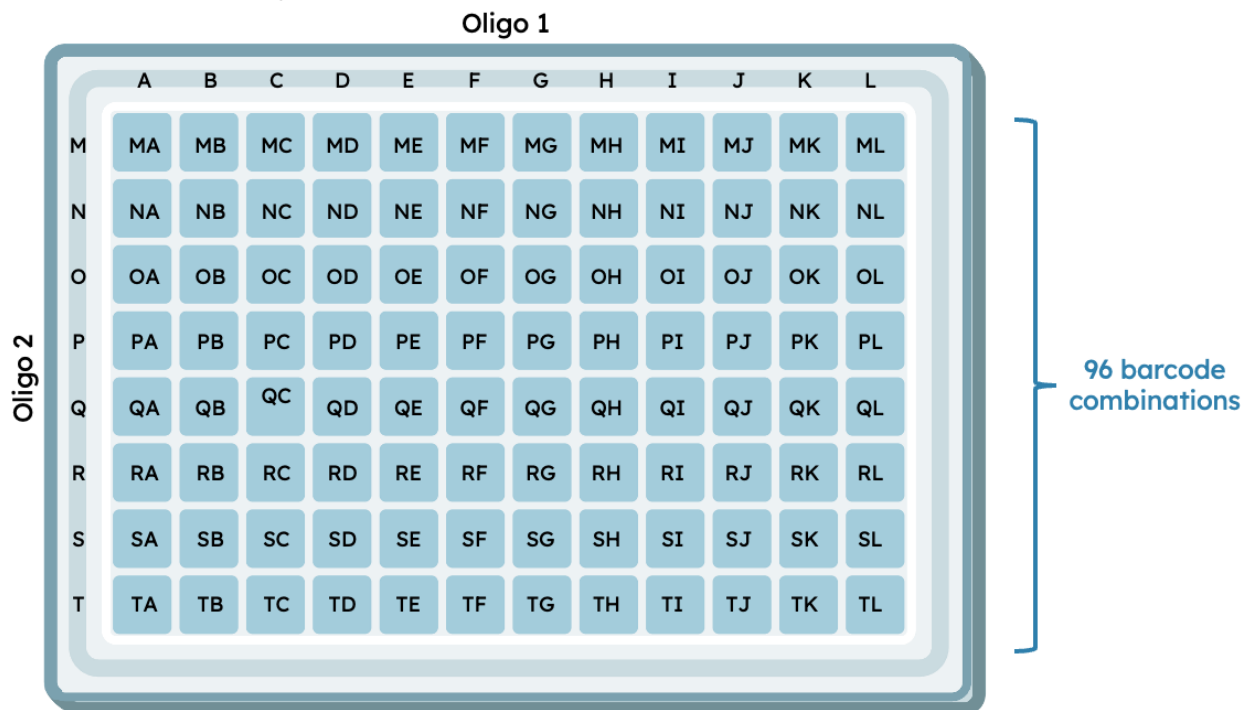 Oligo 1
A B C D E F G H I J K L
M MA MB MC MD ME MF MG MH MI MJ MK ML
N NA NB NC ND NE NF NG NH NI NJ NK NL
O OA OB OC OD OE OF OG OH OI OJ OK OL
P PA PB PC PD PE PF PG PH PI PJ PK PL
Q QA QB QC QD QE QF QG QH QI QJ QK QL
R RA RB RC RD RE RF RG RH RI RJ RK RL
S SA SB SC SD SE SF SG SH SI SJ SK SL
T TA TB TC TD TE TF TG TH TI TJ TK TL
Oligo 2
96 barcode
combinations